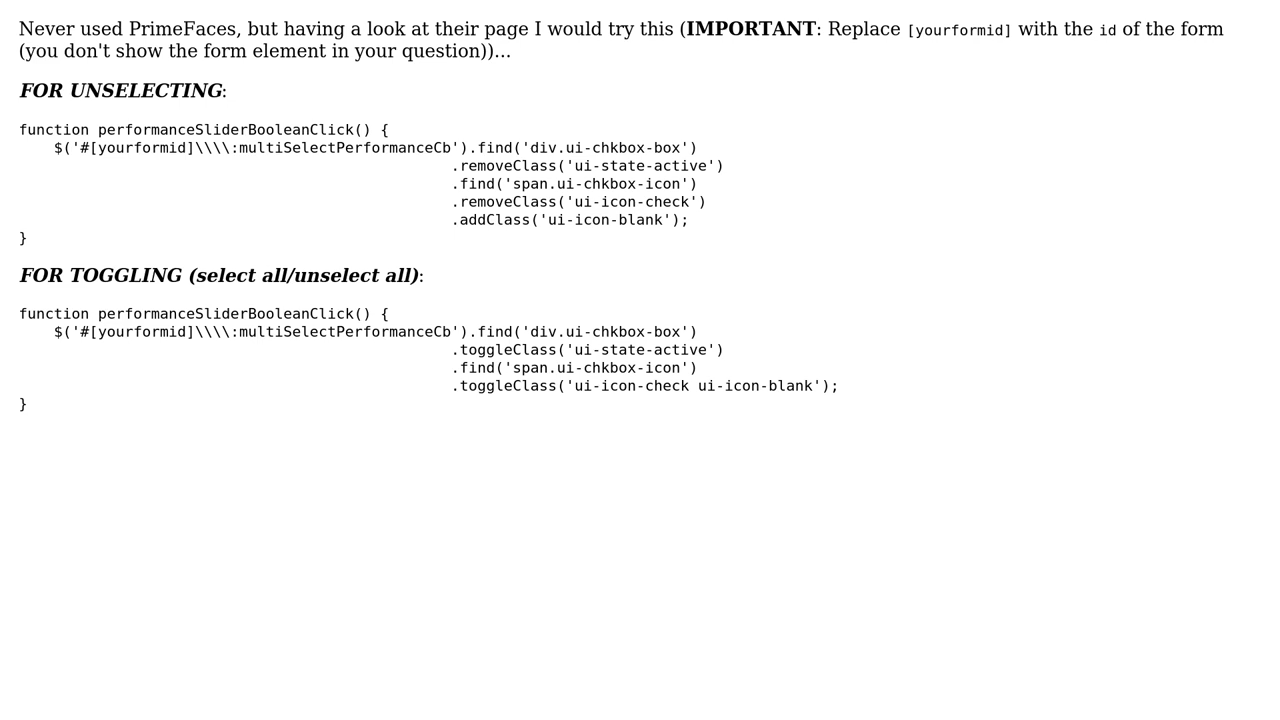 Never used PrimeFaces, but having a look at their page I would try this (IMPORTANT: Replace [yourformid] with the id of the form
(you don't show the form element in your question))...
FOR UNSELECTING:
function performanceSliderBooleanClick() {
    $('#[yourformid]\\\\:multiSelectPerformanceCb').find('div.ui-chkbox-box')
                                                 .removeClass('ui-state-active')
                                                 .find('span.ui-chkbox-icon')
                                                 .removeClass('ui-icon-check')
                                                 .addClass('ui-icon-blank');
}
FOR TOGGLING (select all/unselect all):
function performanceSliderBooleanClick() {
    $('#[yourformid]\\\\:multiSelectPerformanceCb').find('div.ui-chkbox-box')
                                                 .toggleClass('ui-state-active')
                                                 .find('span.ui-chkbox-icon')
                                                 .toggleClass('ui-icon-check ui-icon-blank');
}